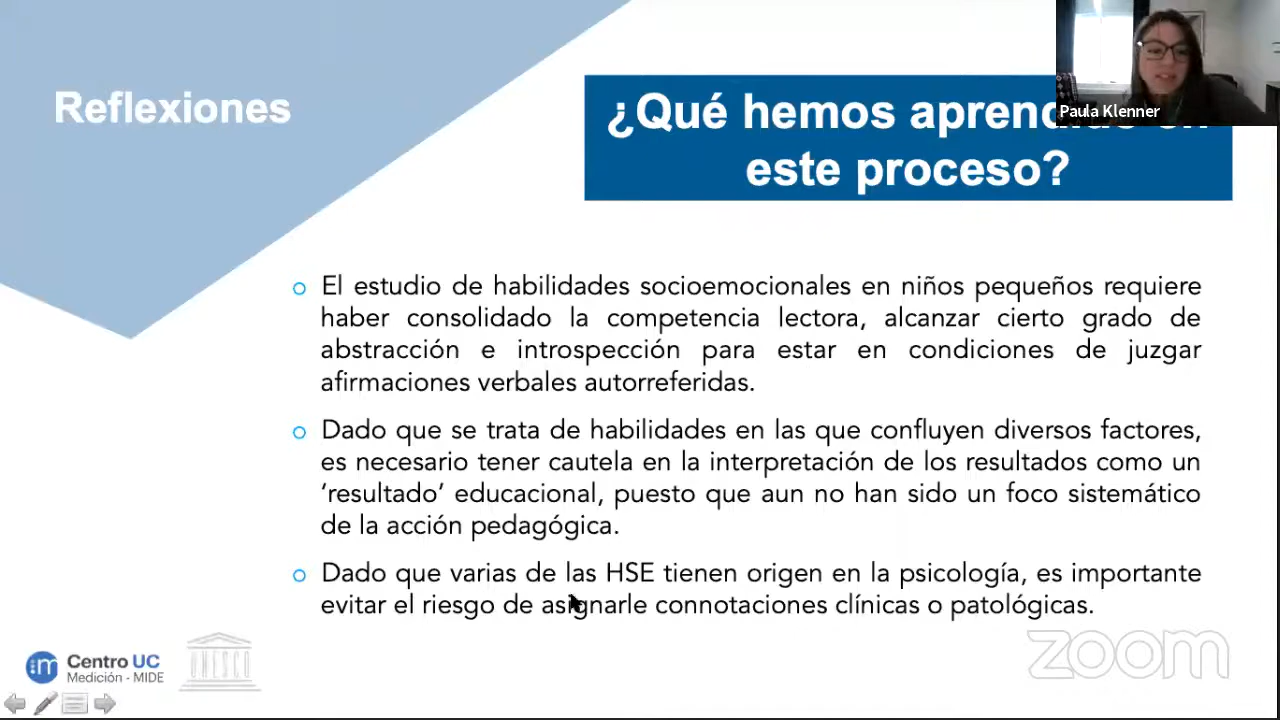 Reflexiones
Paula Klenner
¿Qué hemos
este proceso?
El estudio de habilidades socioemocionales en niños pequeños requiere
haber consolidado la competencia lectora, alcanzar cierto grado de
abstracción e introspección para estar en condiciones de juzgar
afirmaciones verbales autorreferidas.
Dado que se trata de habilidades en las que confluyen diversos factores,
es necesario tener cautela en la interpretación de los resultados como un
‘resultado’ educacional, puesto que aun no han sido un foco sistemático
de la acción pedagógica.
Dado que varias de las HSE tienen origen en la psicología, es importante
evitar el riesgo de asignarle connotaciones clínicas o patológicas.
:m Centro UC
Medición - MIDE
UNESCO
zoom